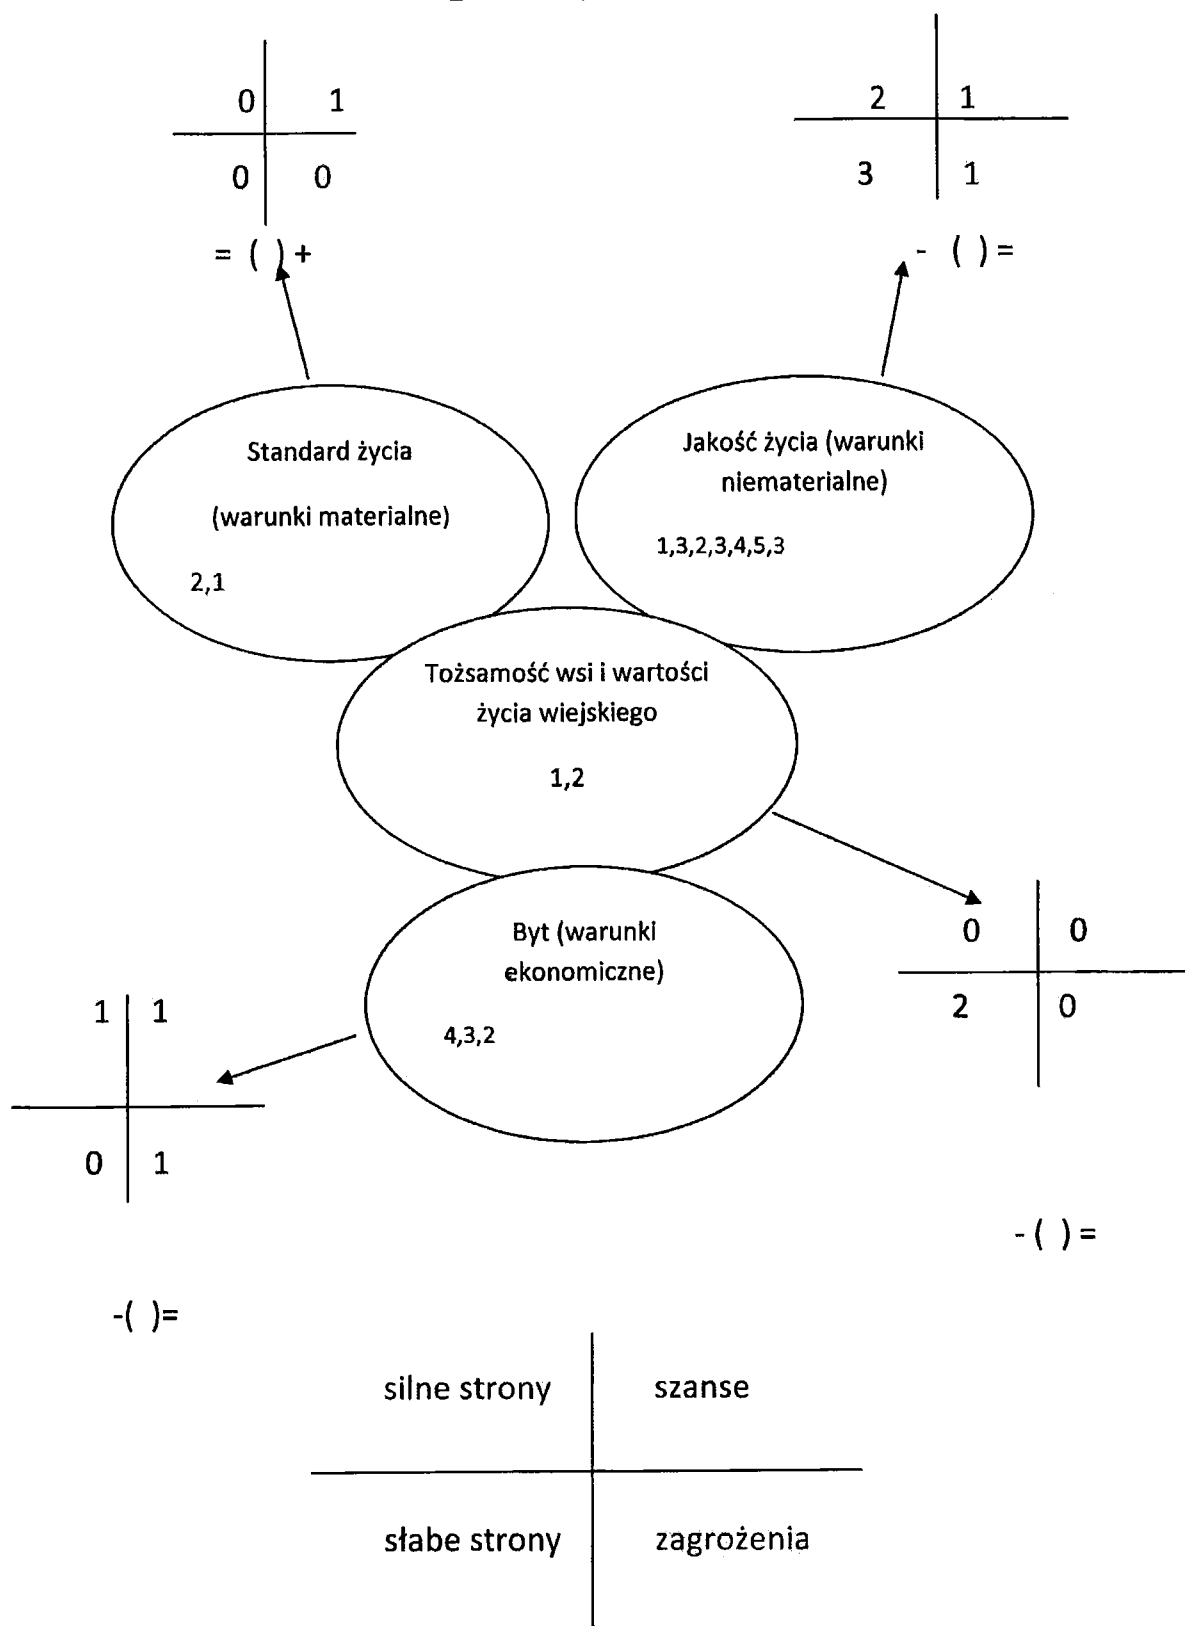 0 1
0 0
= ( ) +
2 1
3 1
- ( ) =
Standard życia
(warunki materialne)
2,1
Jakość życia (warunki
niematerialne)
1,3,2,3,4,5,3
Tożsamość wsi i wartości
życia wiejskiego
1,2
Byt (warunki
ekonomiczne)
4,3,2
0 0
2 0
- ( ) =
1 1
0 1
-( )=
silne strony szanse
słabe strony zagrożenia